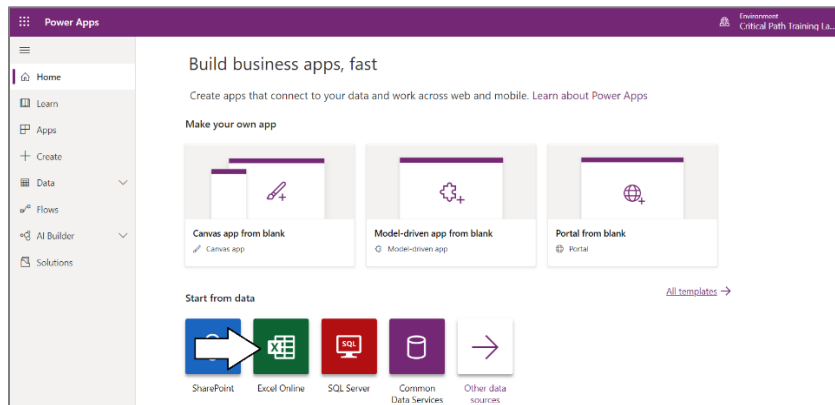 Power Apps
Environment
Critical Path Training La...
Home
Learn
Apps
Create
Data
Flows
AI Builder
Solutions
Build business apps, fast
Create apps that connect to your data and work across web and mobile. Learn about Power Apps
Make your own app
Canvas app from blank
Canvas app
Model-driven app from blank
Model-driven app
Portal from blank
Portal
All templates →
Start from data
SQL
SharePoint
Excel Online
SQL Server
Common
Data Services
Other data
sources